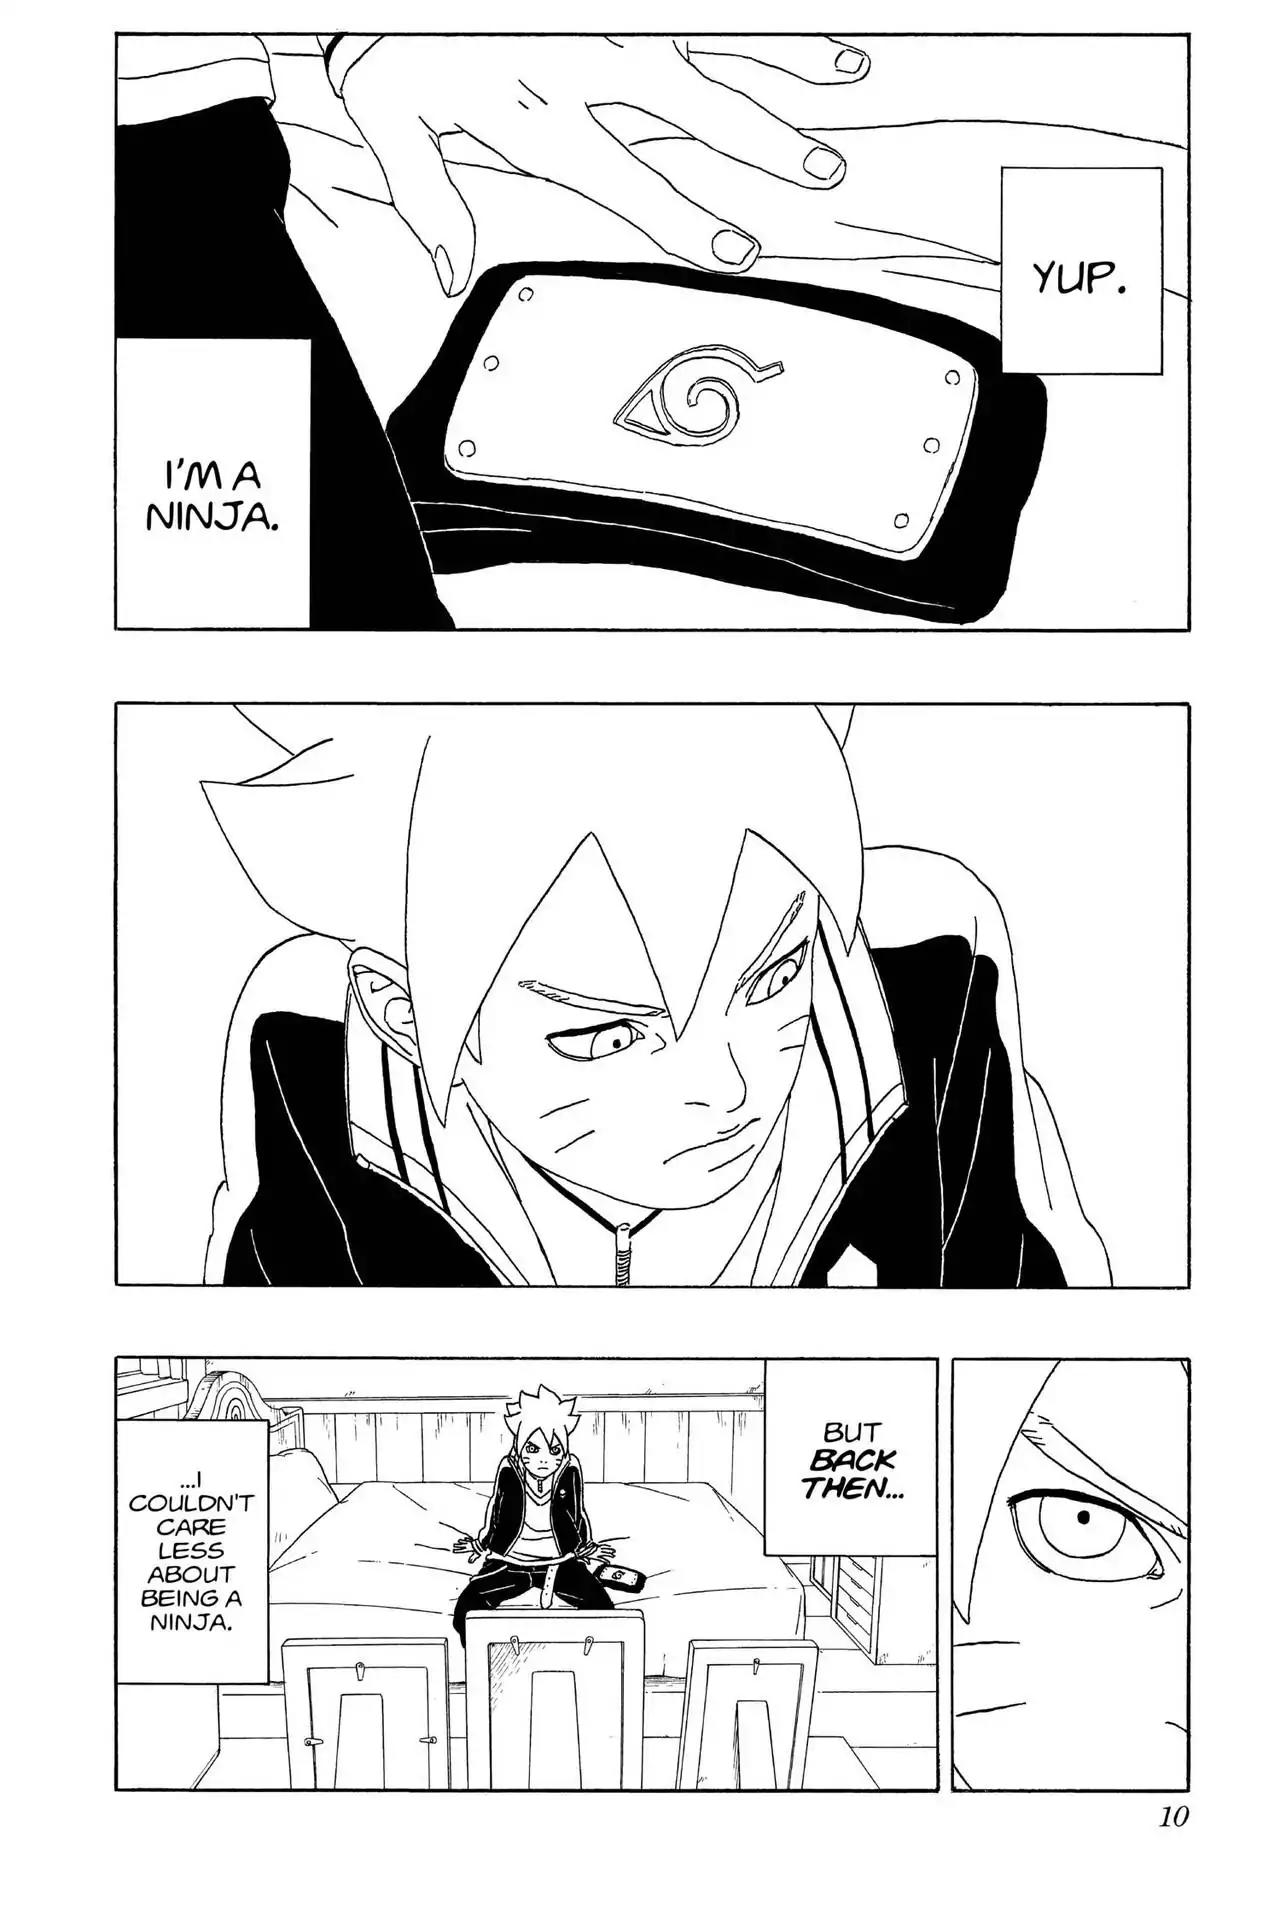 YUP.
I'M A
NINJA.
BUT
BACK
THEN...
...I
COULDN'T
CARE
LESS
ABOUT
BEING A
NINJA.
10